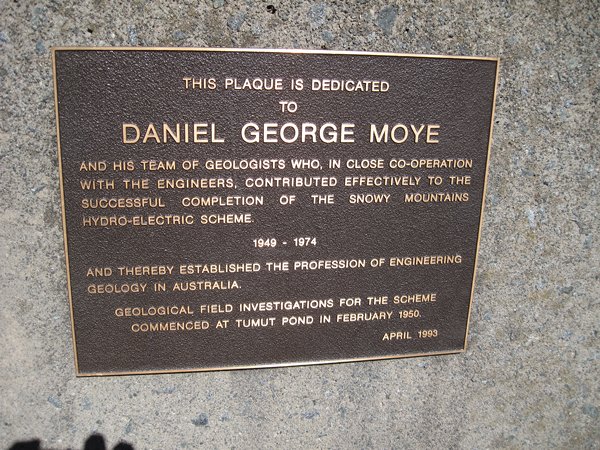 THIS PLAQUE IS DEDICATED
TO
DANIEL GEORGE MOYE
AND HIS TEAM OF GEOLOGISTS WHO, IN CLOSE CO-OPERATION
WITH THE ENGINEERS, CONTRIBUTED EFFECTIVELY TO THE
SUCCESSFUL COMPLETION OF THE SNOWY MOUNTAINS
HYDRO-ELECTRIC SCHEME.
1949 - 1974
AND THEREBY ESTABLISHED THE PROFESSION OF ENGINEERING
GEOLOGY IN AUSTRALIA.
GEOLOGICAL FIELD INVESTIGATIONS FOR THE SCHEME
COMMENCED AT TUMUT POND IN FEBRUARY 1950.
APRIL 1993